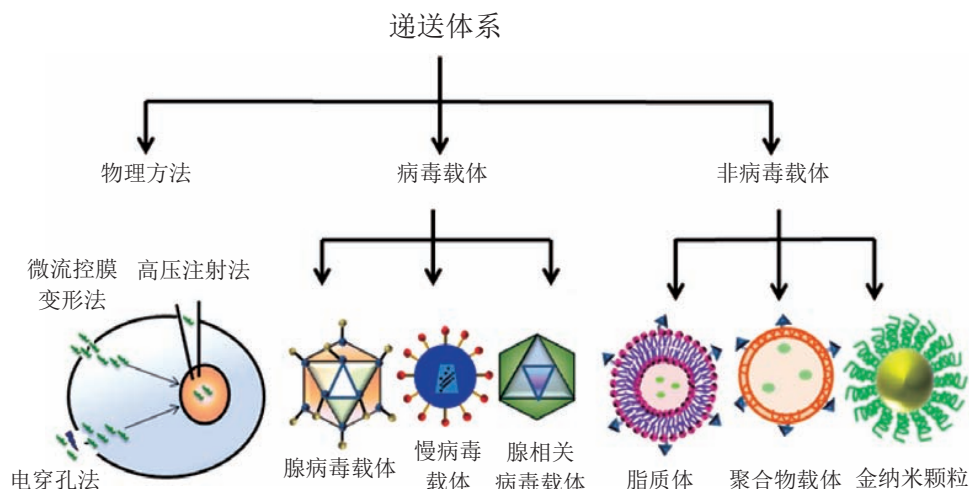 递送体系
物理方法
病毒载体
非病毒载体
微流控膜
变形法
高压注射法
电穿孔法
腺病毒载体
慢病毒
载体
腺相关
病毒载体
脂质体
聚合物载体
金纳米颗粒